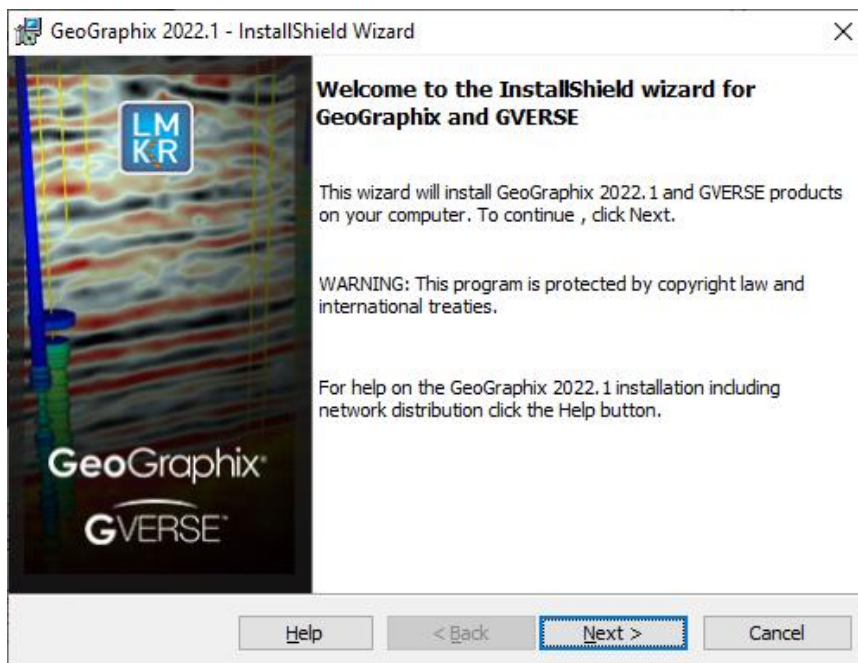 GeoGraphix 2022.1 - InstallShield Wizard
LM
KR
Welcome to the InstallShield wizard for
GeoGraphix and GVERSE
This wizard will install GeoGraphix 2022.1 and GVERSE products
on your computer. To continue , click Next.
WARNING: This program is protected by copyright law and
international treaties.
For help on the GeoGraphix 2022.1 installation including
network distribution click the Help button.
GeoGraphix®
GVERSE™
Help
< Back
Next >
Cancel